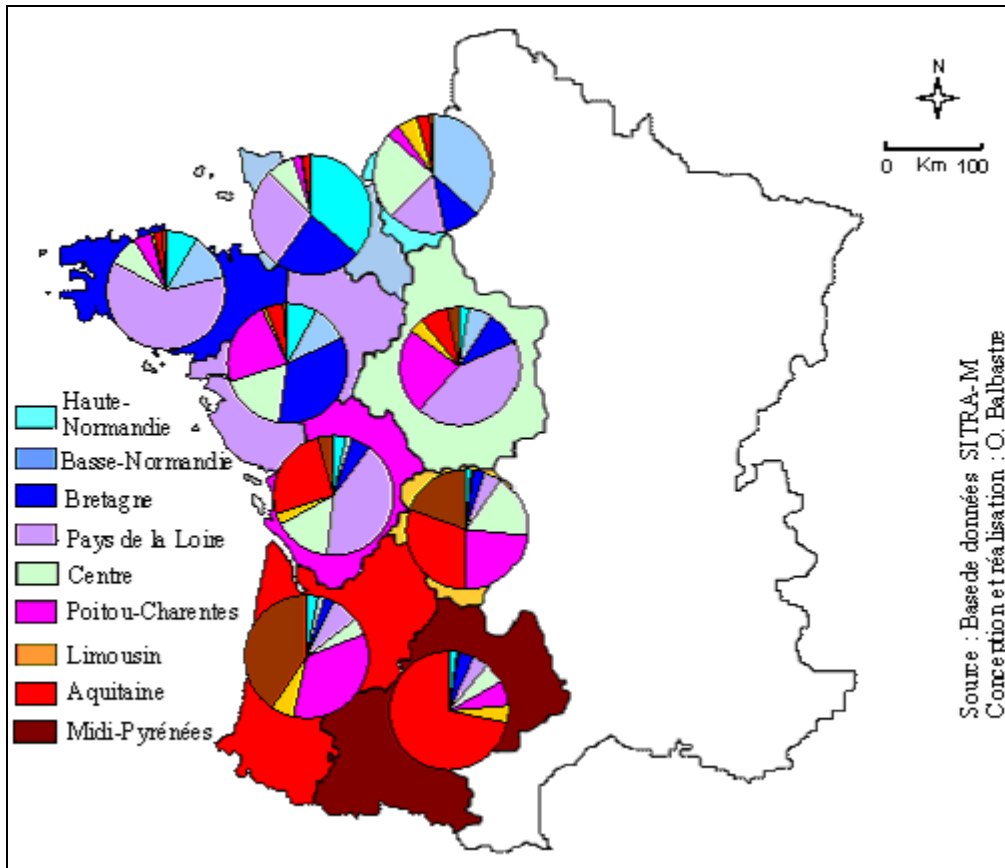 N
0 Km 100
Haute-
Normandie
Basse-Normandie
Bretagne
Pays de la Loire
Centre
Poitou-Charentes
Limousin
Aquitaine
Midi-Pyrénées
Source : Base de données SITRA-M
Conception et réalisation : O. Balbastre